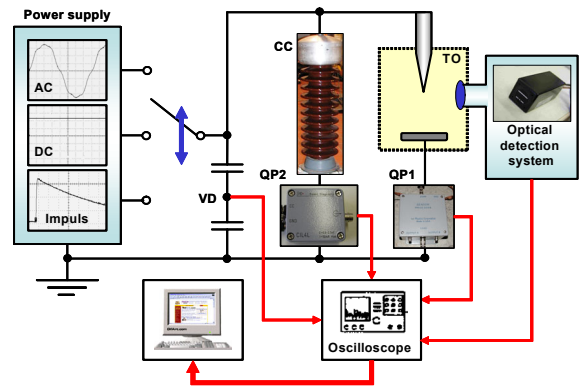 Power supply
AC
DC
Impuls
VD
CC
QP2
TO
QP1
Optical
detection
system
Oscilloscope